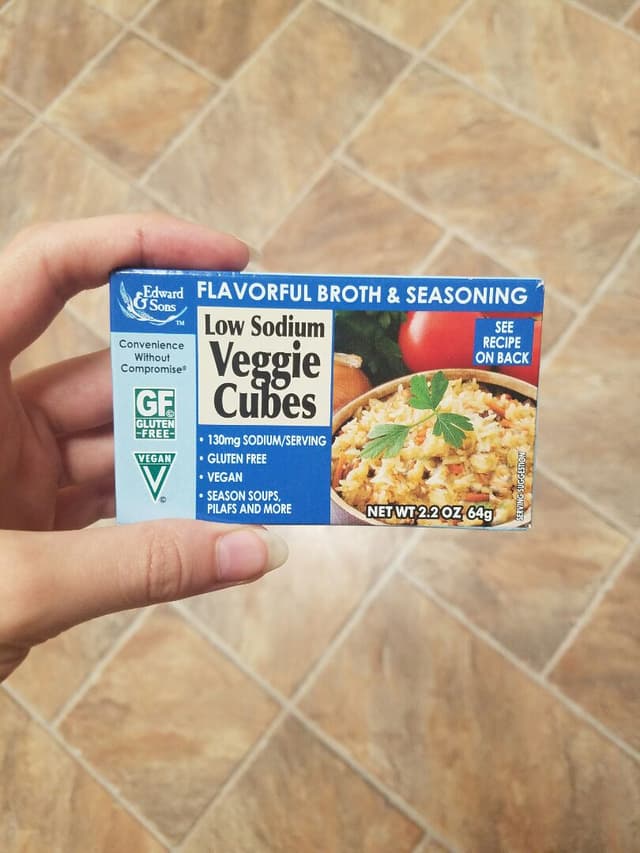 Edward
& Sons
TM
FLAVORFUL BROTH & SEASONING
Convenience
Without
Compromise®
GF
©
GLUTEN
-FREE-
VEGAN
V
©
Low Sodium
Veggie
Cubes
• 130mg SODIUM/SERVING
• GLUTEN FREE
• VEGAN
• SEASON SOUPS,
PILAFS AND MORE
SEE
RECIPE
ON BACK
NET WT 2.2 OZ 64g
SERVING SUGGESTION